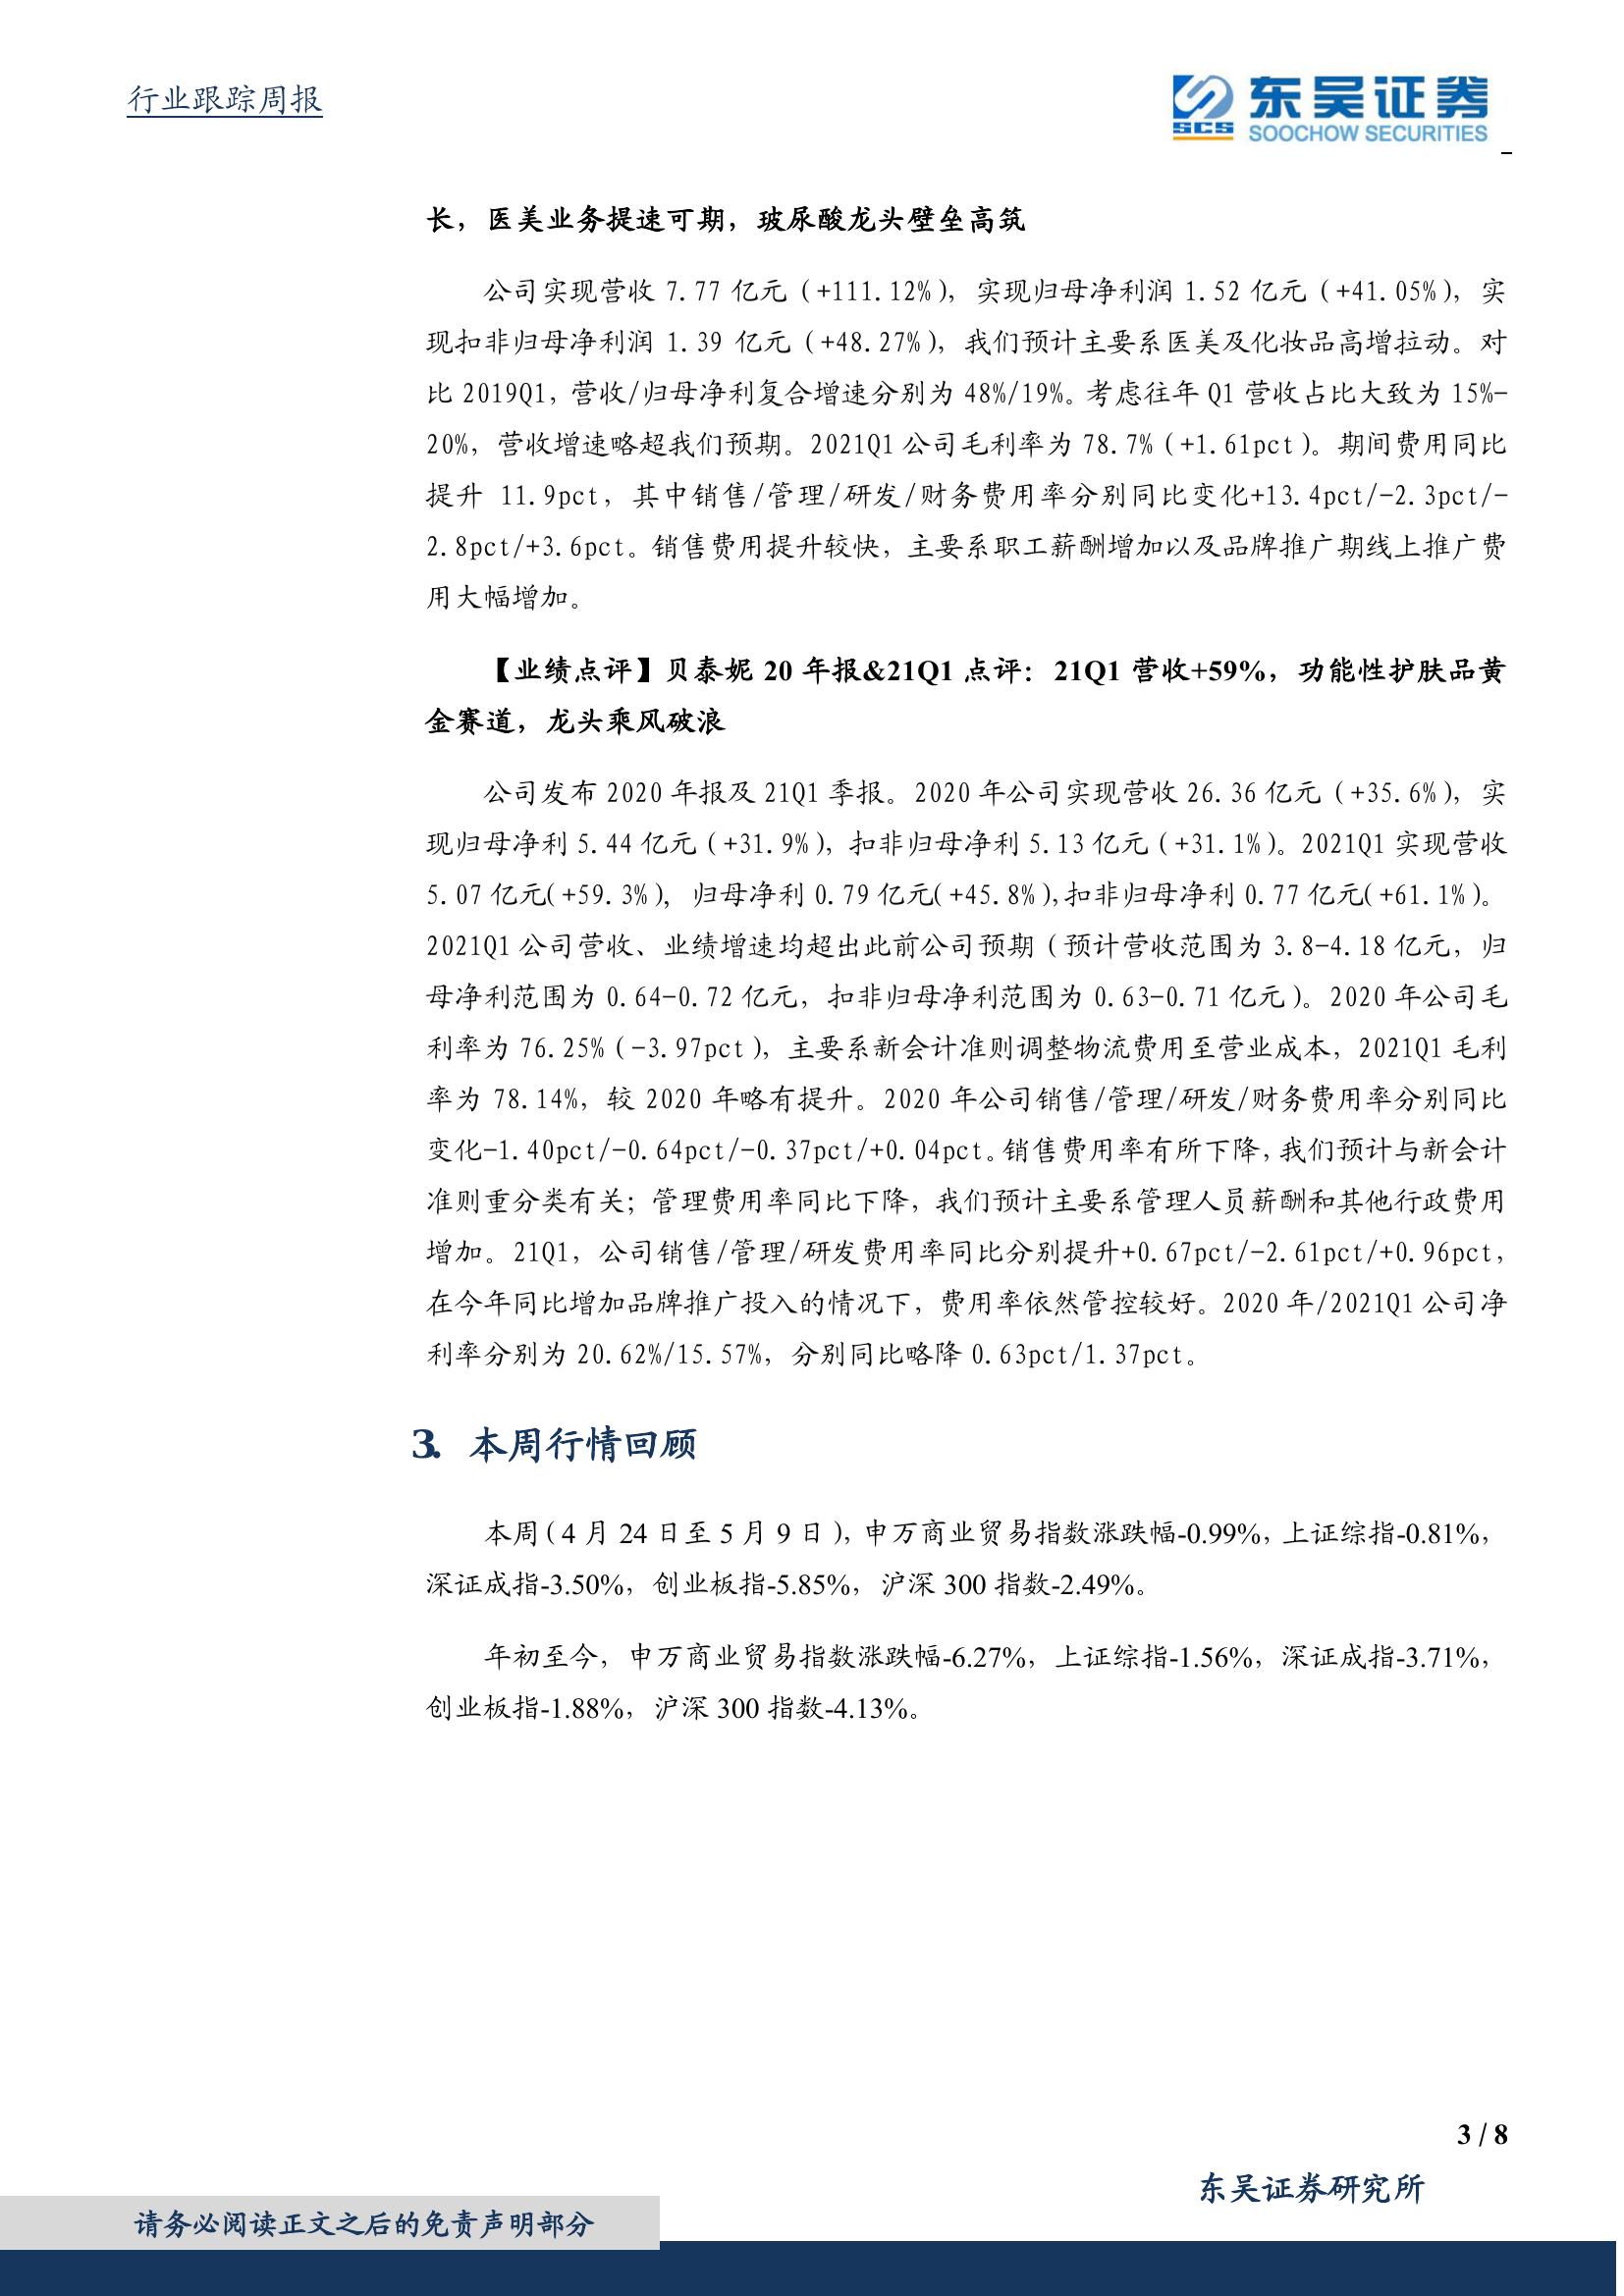 行业跟踪周报
SCS
东吴证券
SOOCHOW SECURITIES
长，医美业务提速可期，玻尿酸龙头壁垒高筑
公司实现营收 7.77 亿元（+111.12%），实现归母净利润 1.52 亿元（+41.05%），实
现扣非归母净利润 1.39 亿元（+48.27%），我们预计主要系医美及化妆品高增拉动。对
比 2019Q1，营收/归母净利复合增速分别为 48%/19%。考虑往年 Q1 营收占比大致为 15%-
20%，营收增速略超我们预期。2021Q1 公司毛利率为 78.7%（+1.61pct）。期间费用同比
提升 11.9pct，其中销售/管理/研发/财务费用率分别同比变化+13.4pct/-2.3pct/-
2.8pct/+3.6pct。销售费用提升较快，主要系职工薪酬增加以及品牌推广期线上推广费
用大幅增加。
【业绩点评】贝泰妮 20 年报&21Q1 点评：21Q1 营收+59%，功能性护肤品黄
金赛道，龙头乘风破浪
公司发布 2020 年报及 21Q1 季报。2020 年公司实现营收 26.36 亿元（+35.6%），实
现归母净利 5.44 亿元（+31.9%），扣非归母净利 5.13 亿元（+31.1%）。2021Q1 实现营收
5.07 亿元（+59.3%），归母净利 0.79 亿元（+45.8%），扣非归母净利 0.77 亿元（+61.1%）。
2021Q1 公司营收、业绩增速均超出此前公司预期（预计营收范围为 3.8-4.18 亿元，归
母净利范围为 0.64-0.72 亿元，扣非归母净利范围为 0.63-0.71 亿元）。2020 年公司毛
利率为 76.25%（-3.97pct），主要系新会计准则调整物流费用至营业成本，2021Q1 毛利
率为 78.14%，较 2020 年略有提升。2020 年公司销售/管理/研发/财务费用率分别同比
变化-1.40pct/-0.64pct/-0.37pct/+0.04pct。销售费用率有所下降，我们预计与新会计
准则重分类有关；管理费用率同比下降，我们预计主要系管理人员薪酬和其他行政费用
增加。21Q1，公司销售/管理/研发费用率同比分别提升+0.67pct/-2.61pct/+0.96pct，
在今年同比增加品牌推广投入的情况下，费用率依然管控较好。2020 年/2021Q1 公司净
利率分别为 20.62%/15.57%，分别同比略降 0.63pct/1.37pct。
3. 本周行情回顾
本周（4 月 24 日至 5 月 9 日），申万商业贸易指数涨跌幅-0.99%，上证综指-0.81%，
深证成指-3.50%，创业板指-5.85%，沪深 300 指数-2.49%。
年初至今，申万商业贸易指数涨跌幅-6.27%，上证综指-1.56%，深证成指-3.71%，
创业板指-1.88%，沪深 300 指数-4.13%。
3 / 8
东吴证券研究所
请务必阅读正文之后的免责声明部分